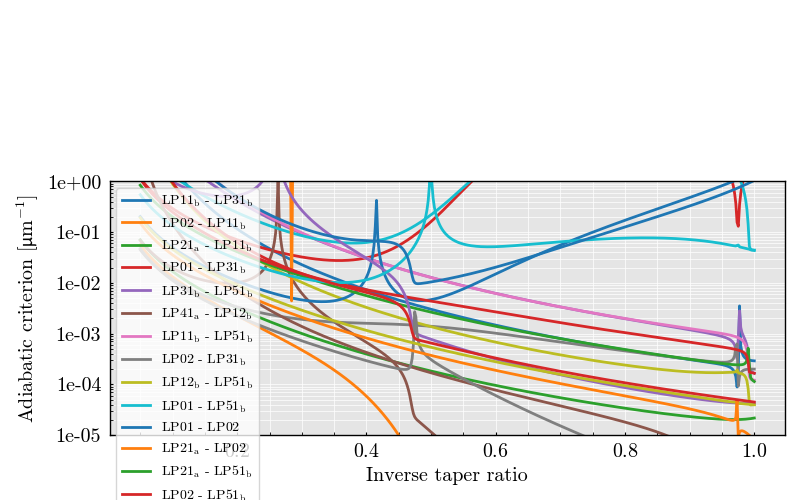 1e+00
1e-01
1e-02
1e-03
1e-04
1e-05
Adiabatic criterion [μm⁻¹]
LP11b - LP31b
LP02 - LP11b
LP21a - LP11b
LP01 - LP31b
LP31b - LP51b
LP41a - LP12b
LP11b - LP51b
LP02 - LP31b
LP12b - LP51b
LP01 - LP51b
LP01 - LP02
LP21a - LP02
LP21a - LP51b
LP02 - LP51b
0.2 0.4 0.6 0.8 1.0
Inverse taper ratio